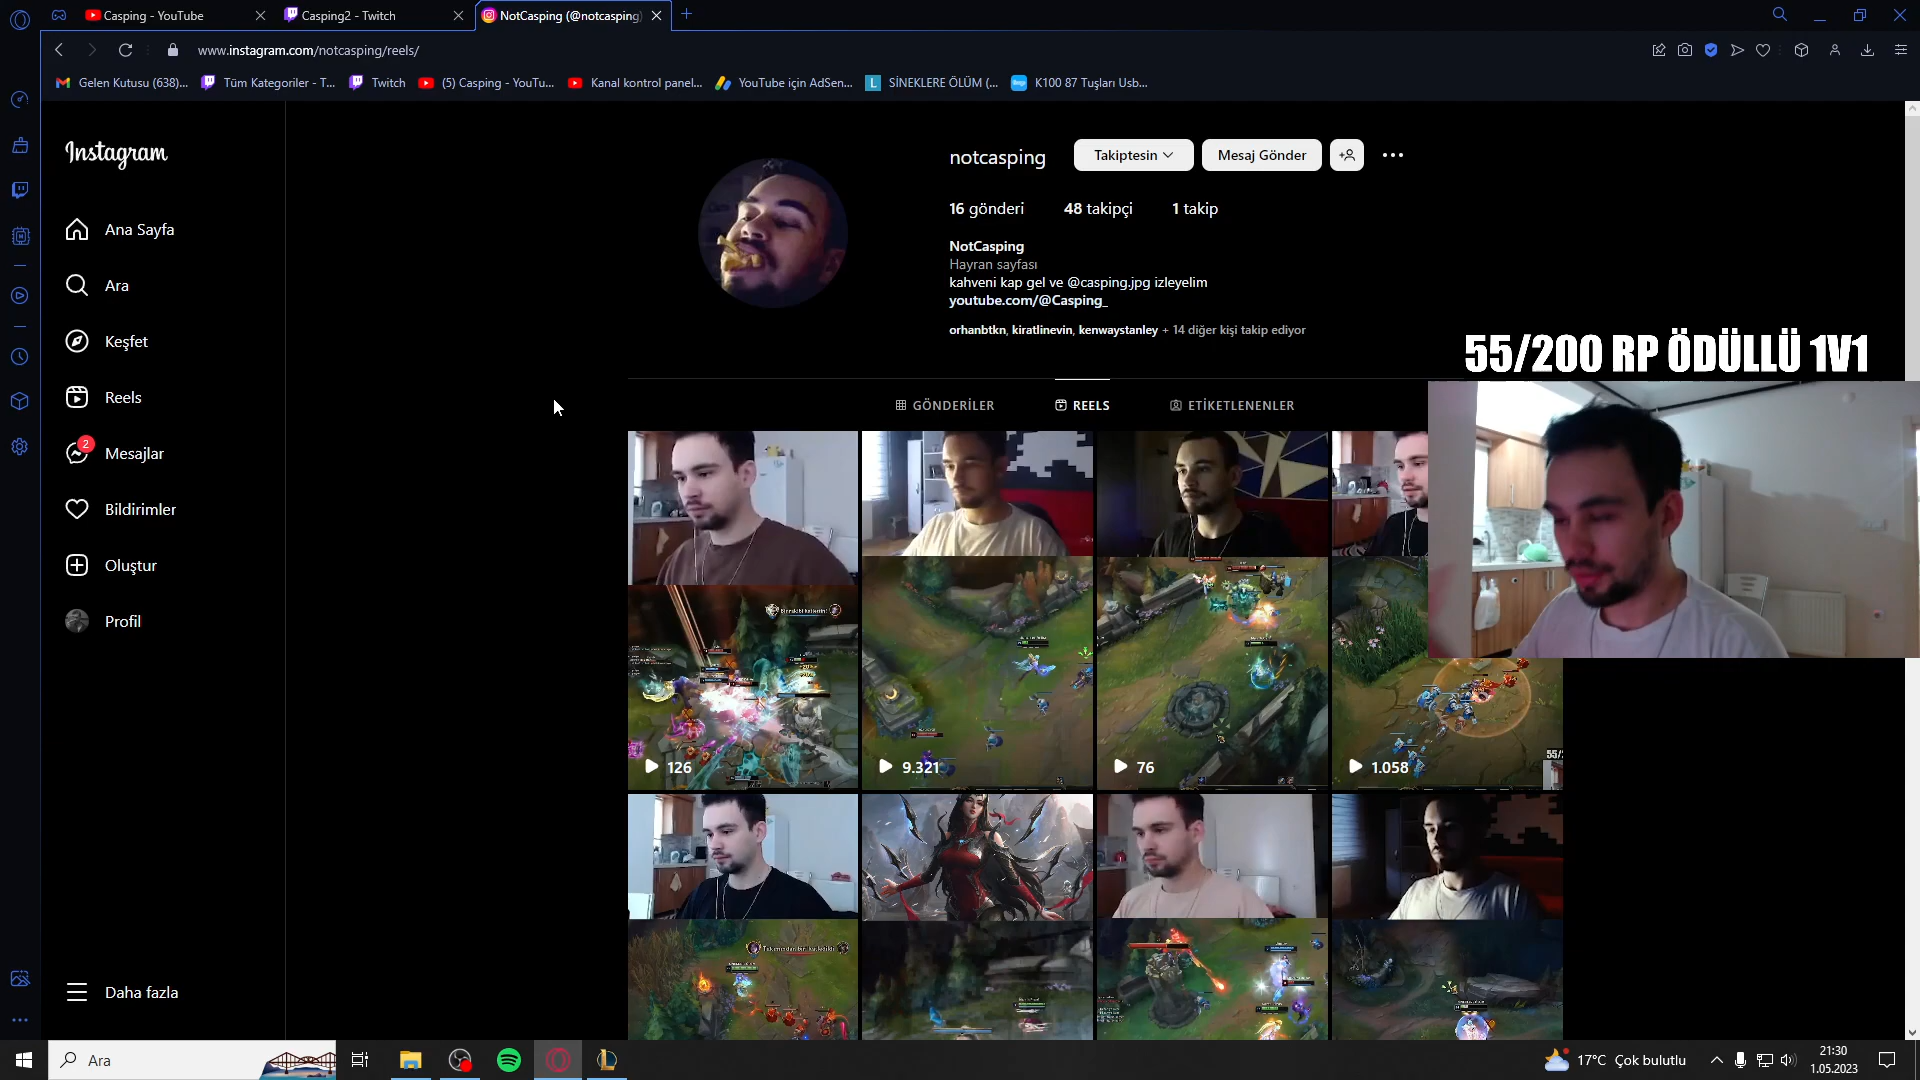 Casping - YouTube
Casping2 - Twitch
NotCasping (@notcasping)
www.instagram.com/notcasping/reels/
Gelen Kutusu (638)...
Tüm Kategoriler - T...
Twitch
(5) Casping - YouTu...
Kanal kontrol panel...
YouTube için AdSen...
L
SİNEKLERE ÖLÜM (...
K100 87 Tuşları Usb...
Instagram
Ana Sayfa
Ara
Keşfet
Reels
2
Mesajlar
Bildirimler
Oluştur
Profil
Daha fazla
notcasping
Takiptesin
Mesaj Gönder
16 gönderi
48 takipçi
1 takip
NotCasping
Hayran sayfası
kahveni kap gel ve @casping.jpg izleyelim
youtube.com/@Casping_
orhanbtkn, kiratlinevin, kenwaystanley + 14 diğer kişi takip ediyor
55/200 RP ÖDÜLLÜ 1V1
GÖNDERİLER
REELS
ETİKETLENENLER
126
9.321
76
1.058
Ara
17°C Çok bulutlu
21:30
1.05.2023